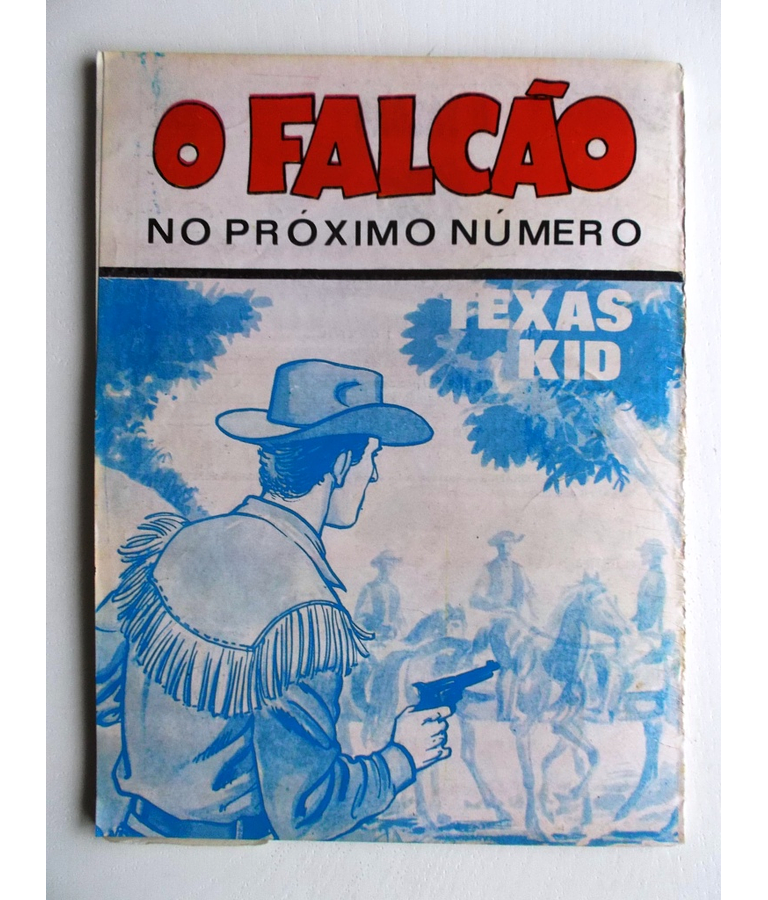 O FALCÃO
NO PRÓXIMO NÚMERO
TEXAS
KID